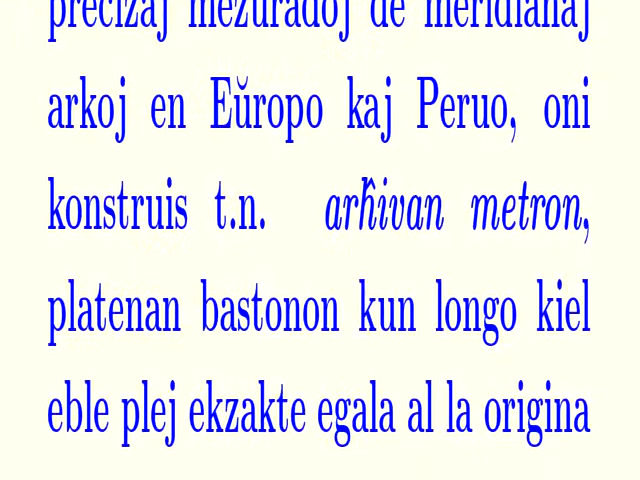 precizaj mezuradoj de meridianaj
arkoj en Eŭropo kaj Peruo, oni
konstruis t.n. arĥivan metron,
platenan bastonon kun longo kiel
eble plej ekzakte egala al la origina